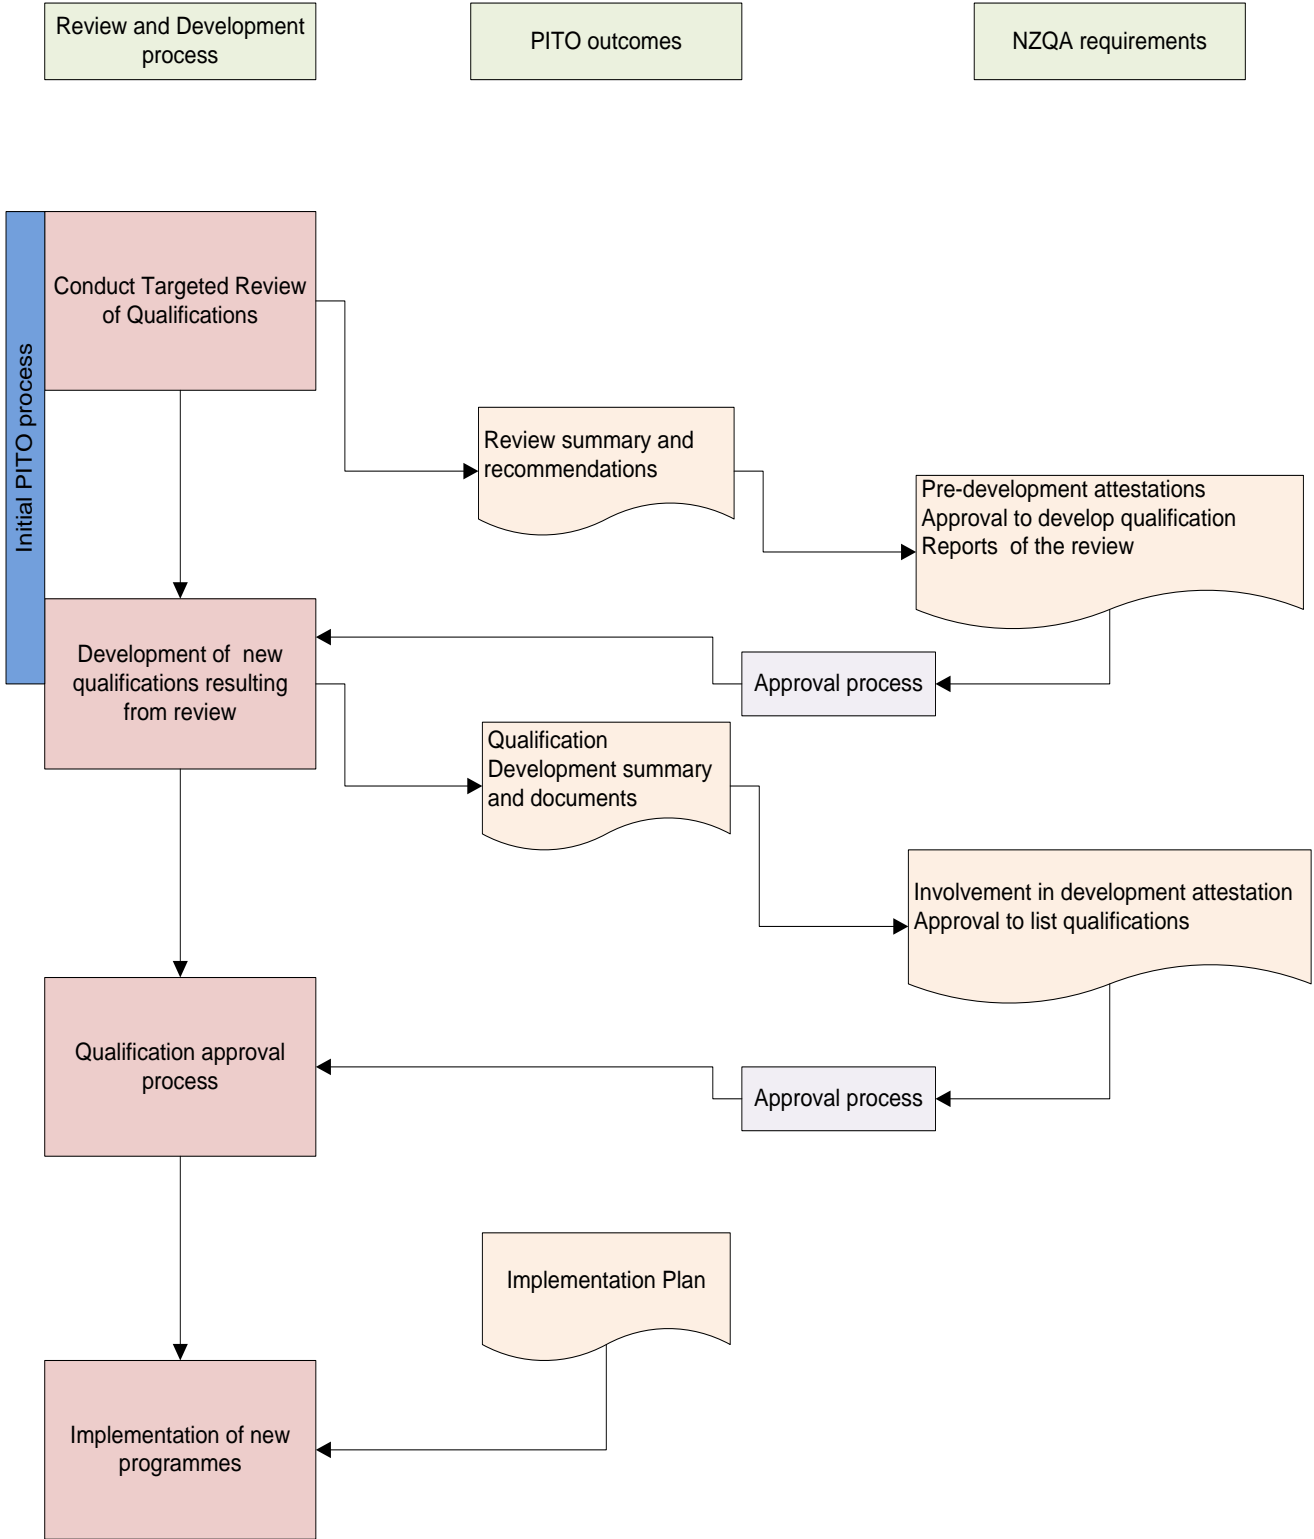 Review and Development
process
PITO outcomes
NZQA requirements
Initial PITO process
Conduct Targeted Review
of Qualifications
Review summary and
recommendations
Pre-development attestations
Approval to develop qualification
Reports  of the review
Development of  new
qualifications resulting
from review
Approval process
Qualification
Development summary
and documents
Involvement in development attestation
Approval to list qualifications
Qualification approval
process
Approval process
Implementation Plan
Implementation of new
programmes